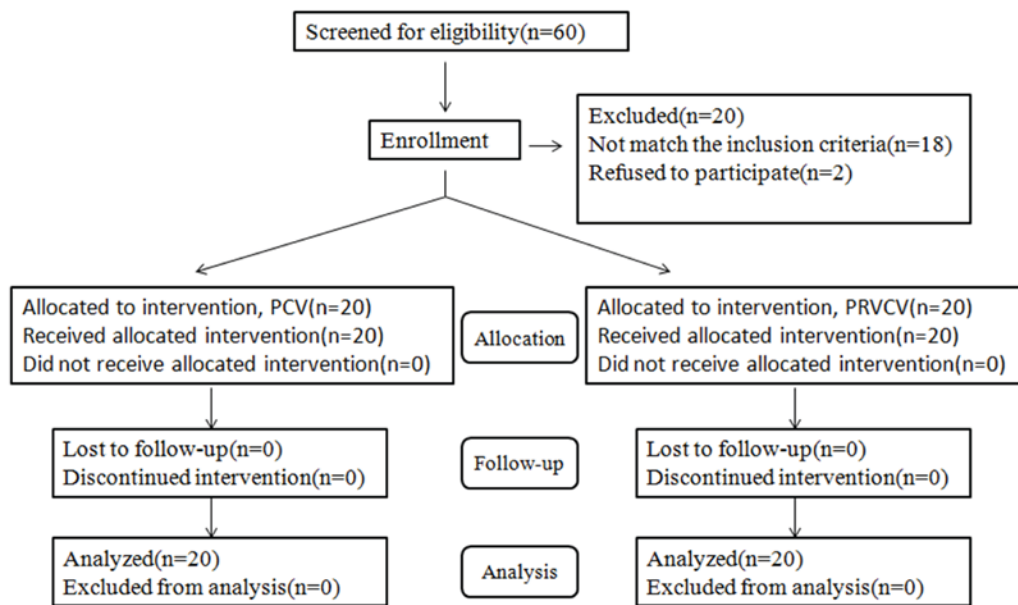 Screened for eligibility(n=60)
Enrollment
Excluded(n=20)
Not match the inclusion criteria(n=18)
Refused to participate(n=2)
Allocated to intervention, PCV(n=20)
Received allocated intervention(n=20)
Did not receive allocated intervention(n=0)
Allocation
Allocated to intervention, PRVCV(n=20)
Received allocated intervention(n=20)
Did not receive allocated intervention(n=0)
Lost to follow-up(n=0)
Discontinued intervention(n=0)
Follow-up
Lost to follow-up(n=0)
Discontinued intervention(n=0)
Analyzed(n=20)
Excluded from analysis(n=0)
Analysis
Analyzed(n=20)
Excluded from analysis(n=0)